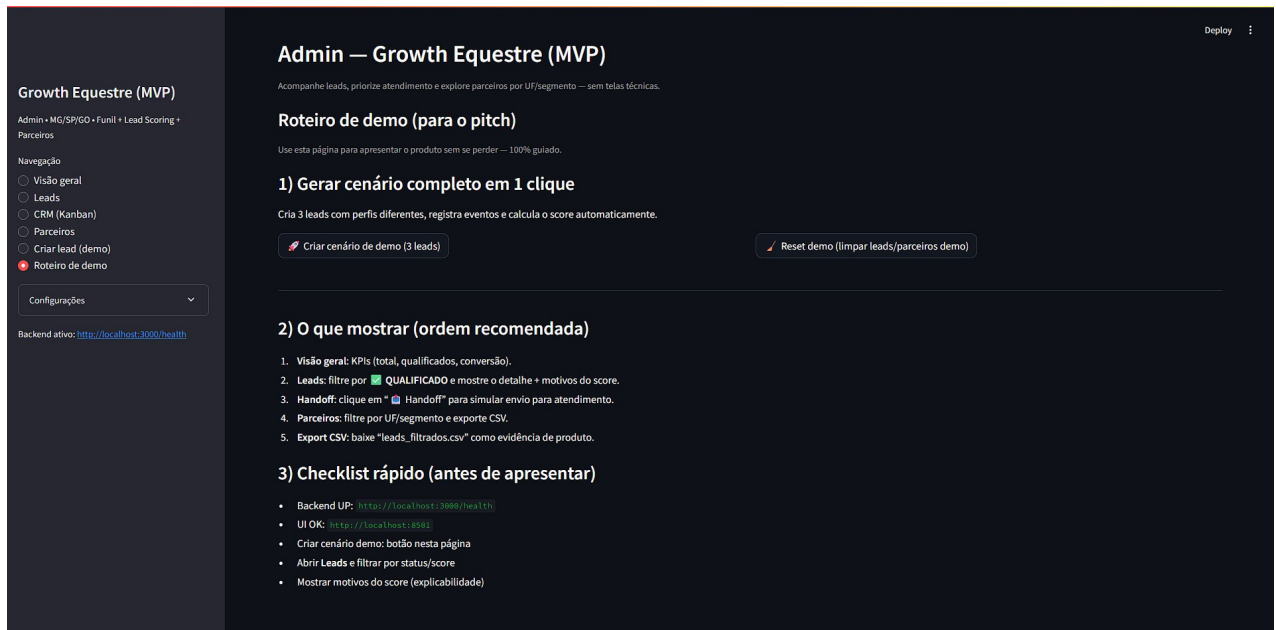 Deploy
Growth Equestre (MVP)
Admin • MG/SP/GO • Funil + Lead Scoring +
Parceiros
Navegação
Visão geral
Leads
CRM (Kanban)
Parceiros
Criar lead (demo)
Roteiro de demo
Configurações
Backend ativo: http://localhost:3000/health
Admin — Growth Equestre (MVP)
Acompanhe leads, priorize atendimento e explore parceiros por UF/segmento — sem telas técnicas.
Roteiro de demo (para o pitch)
Use esta página para apresentar o produto sem se perder — 100% guiado.
1) Gerar cenário completo em 1 clique
Cria 3 leads com perfis diferentes, registra eventos e calcula o score automaticamente.
🚀 Criar cenário de demo (3 leads)
🧹 Reset demo (limpar leads/parceiros demo)
2) O que mostrar (ordem recomendada)
1. Visão geral: KPIs (total, qualificados, conversão).
2. Leads: filtre por ✅ QUALIFICADO e mostre o detalhe + motivos do score.
3. Handoff: clique em “ 📤 Handoff” para simular envio para atendimento.
4. Parceiros: filtre por UF/segmento e exporte CSV.
5. Export CSV: baixe “leads_filtrados.csv” como evidência de produto.
3) Checklist rápido (antes de apresentar)
• Backend UP: http://localhost:3000/health
• UI OK: http://localhost:8501
• Criar cenário demo: botão nesta página
• Abrir Leads e filtrar por status/score
• Mostrar motivos do score (explicabilidade)